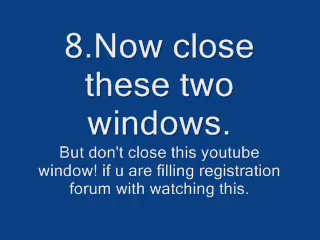 8.Now close
these two
windows.
But don't close this youtube
window! if u are filling registration
forum with watching this.